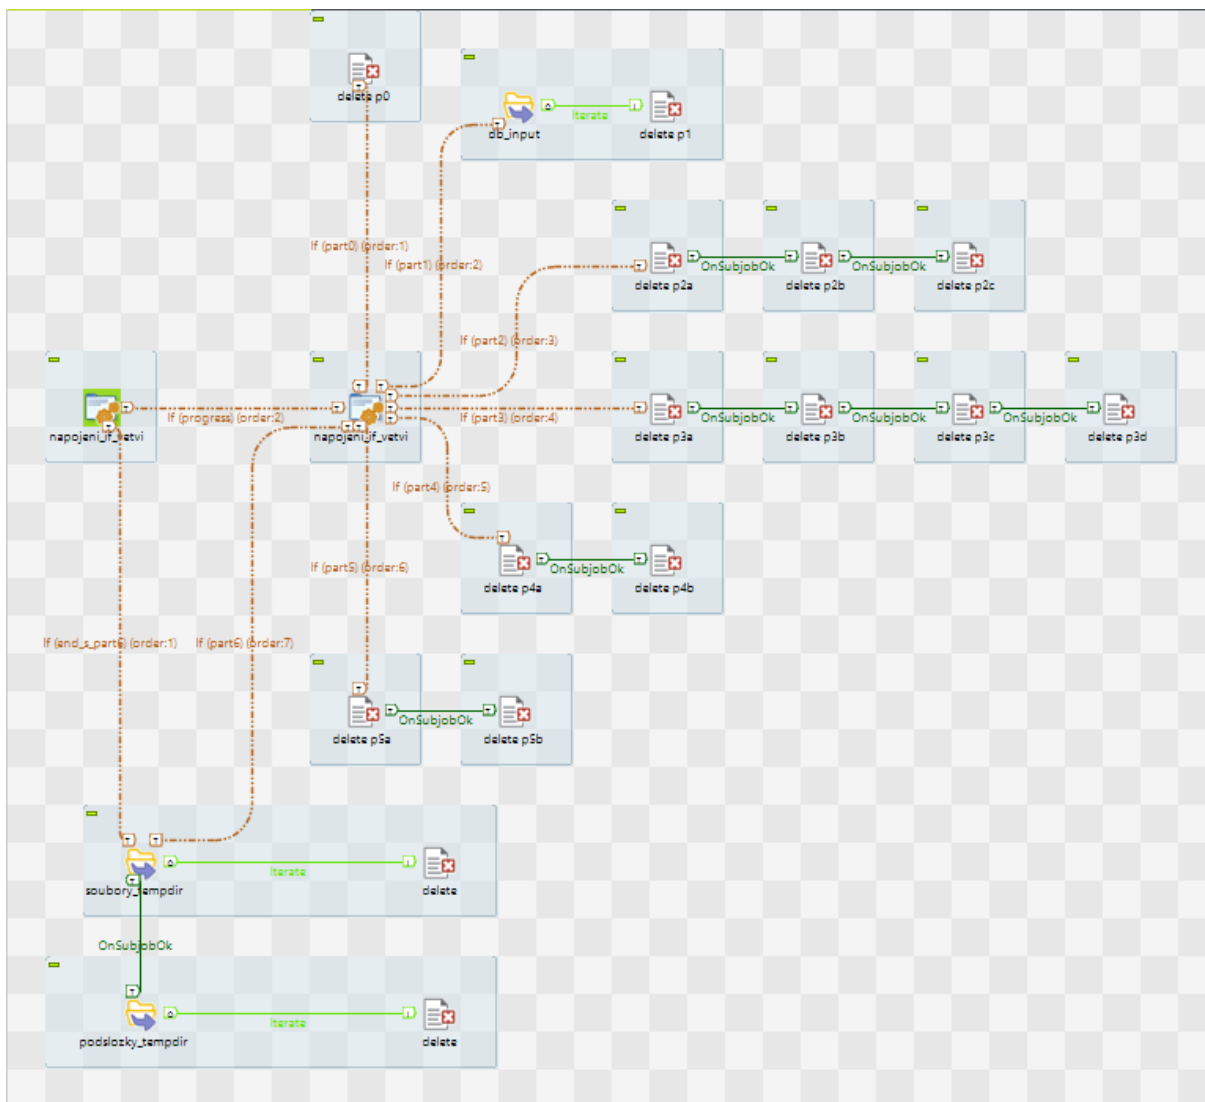 delete p0
db_input
Iterate
delete p1
If (part0) (order:1)
If (part1) (order:2)
delete p2a
OnSubjobOk
delete p2b
OnSubjobOk
delete p2c
If (part2) (order:3)
napojeni_if_vetvi
If (progress) (order:2)
napojeni_if_vetvi
If (part3) (order:4)
delete p3a
OnSubjobOk
delete p3b
OnSubjobOk
delete p3c
OnSubjobOk
delete p3d
If (part4) (order:5)
If (part5) (order:6)
delete p4a
OnSubjobOk
delete p4b
If (end_s_part6) (order:1)
If (part6) (order:7)
delete p5a
OnSubjobOk
delete p5b
soubory_tempdir
Iterate
delete
OnSubjobOk
podslozky_tempdir
Iterate
delete